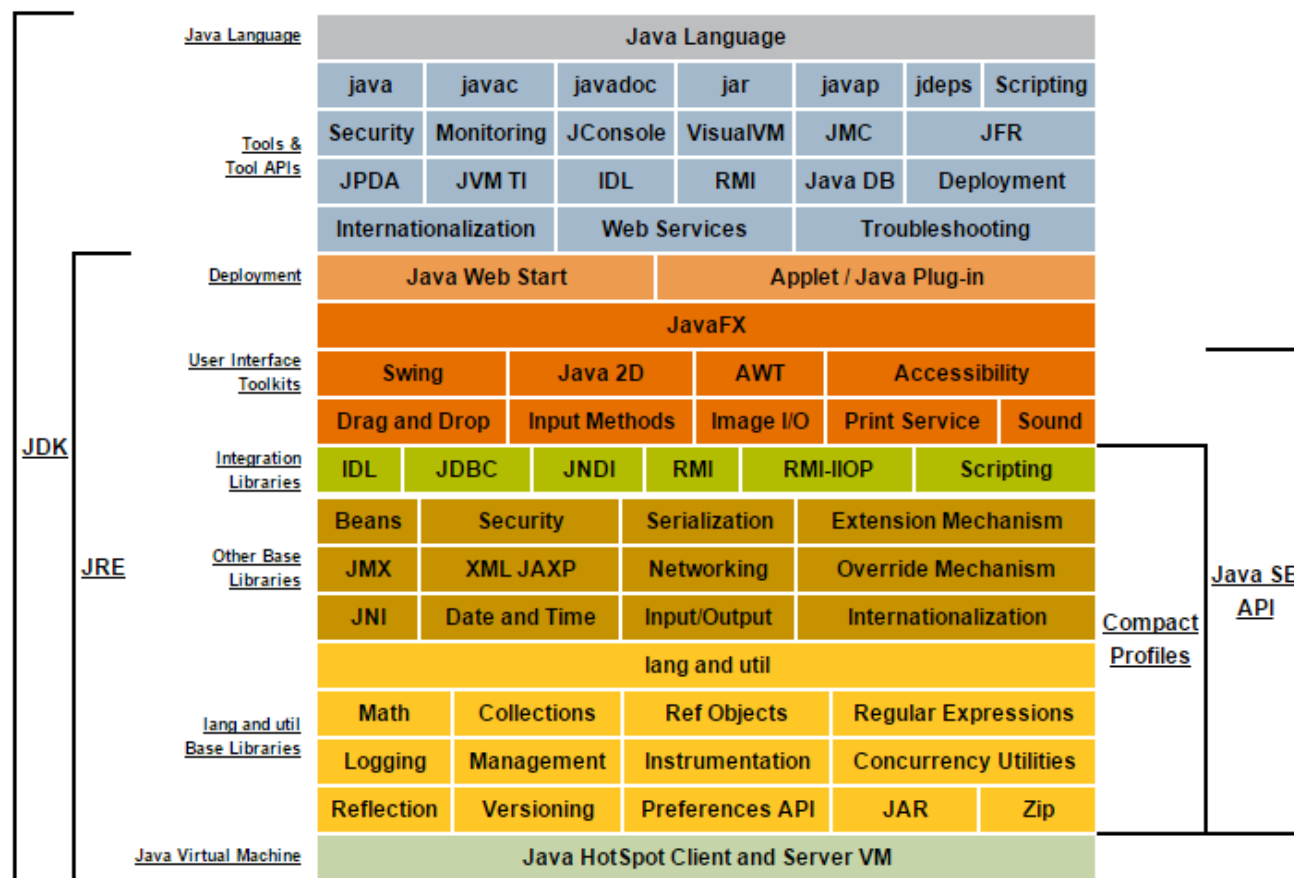 Java Language
Java Language
java javac javadoc jar javap jdeps Scripting
Security Monitoring JConsole VisualVM JMC JFR
Tools &
Tool APIs
JPDA JVM TI IDL RMI Java DB Deployment
Internationalization Web Services Troubleshooting
Deployment
Java Web Start Applet / Java Plug-in
JavaFX
User Interface
Toolkits
Swing Java 2D AWT Accessibility
Drag and Drop Input Methods Image I/O Print Service Sound
JDK
Integration
Libraries
IDL JDBC JNDI RMI RMI-IIOP Scripting
Beans Security Serialization Extension Mechanism
JRE
Other Base
Libraries
JMX XML JAXP Networking Override Mechanism
JNI Date and Time Input/Output Internationalization
Java SE
API
Compact
Profiles
lang and util
lang and util
Base Libraries
Math Collections Ref Objects Regular Expressions
Logging Management Instrumentation Concurrency Utilities
Reflection Versioning Preferences API JAR Zip
Java Virtual Machine
Java HotSpot Client and Server VM